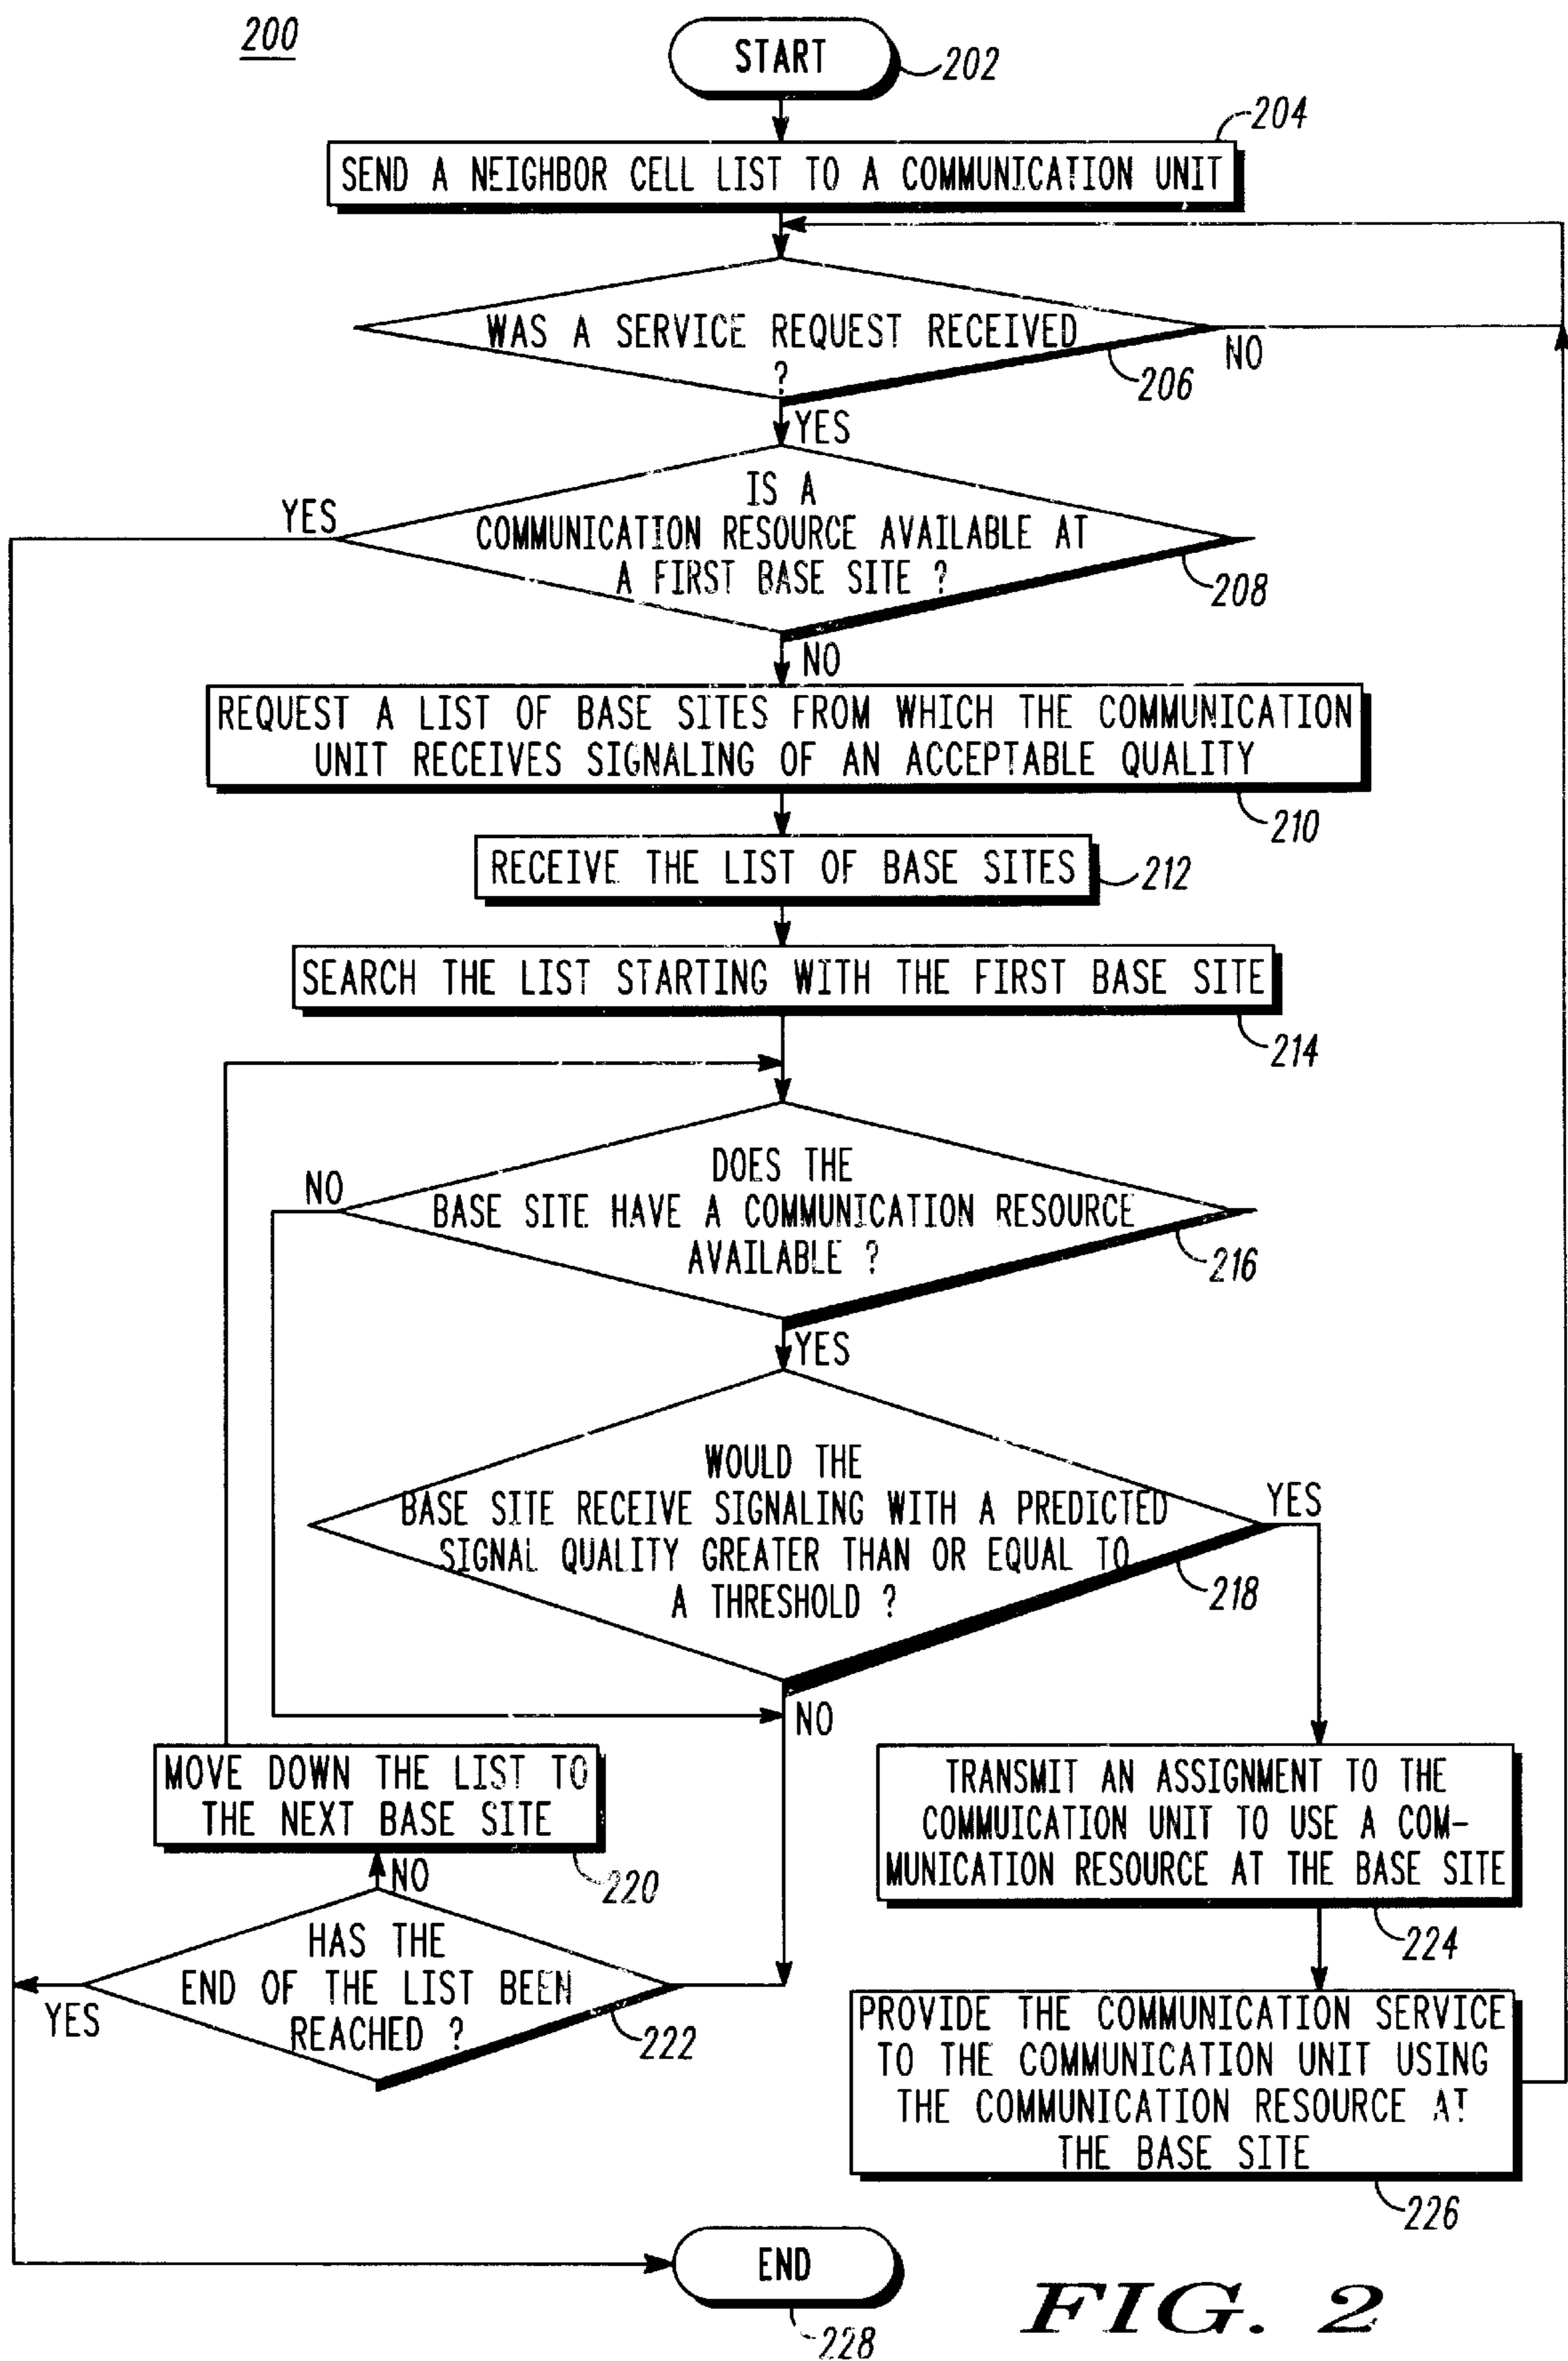 200
START
202
204
SEND A NEIGHBOR CELL LIST TO A COMMUNICATION UNIT
WAS A SERVICE REQUEST RECEIVED
?
206
NO
YES
IS A
COMMUNICATION RESOURCE AVAILABLE AT
A FIRST BASE SITE ?
YES
208
NO
REQUEST A LIST OF BASE SITES FROM WHICH THE COMMUNICATION
UNIT RECEIVES SIGNALING OF AN ACCEPTABLE QUALITY
210
RECEIVE THE LIST OF BASE SITES
212
SEARCH THE LIST STARTING WITH THE FIRST BASE SITE
214
DOES THE
BASE SITE HAVE A COMMUNICATION RESOURCE
AVAILABLE ?
NO
216
YES
WOULD THE
BASE SITE RECEIVE SIGNALING WITH A PREDICTED
SIGNAL QUALITY GREATER THAN OR EQUAL TO
A THRESHOLD ?
YES
218
NO
MOVE DOWN THE LIST TO
THE NEXT BASE SITE
220
NO
HAS THE
END OF THE LIST BEEN
REACHED ?
YES
222
TRANSMIT AN ASSIGNMENT TO THE
COMMUICATION UNIT TO USE A COM-
MUNICATION RESOURCE AT THE BASE SITE
224
PROVIDE THE COMMUNICATION SERVICE
TO THE COMMUNICATION UNIT USING
THE COMMUNICATION RESOURCE AT
THE BASE SITE
226
END
228
FIG. 2